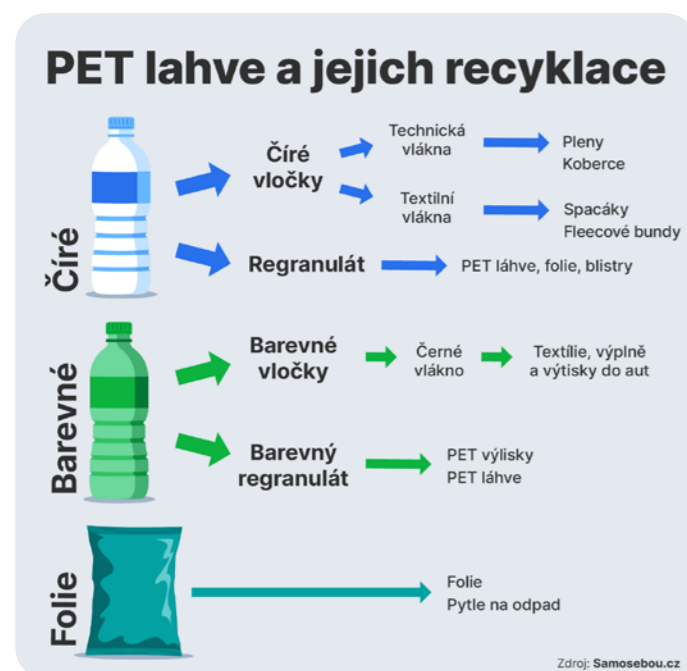 PET lahve a jejich recyklace
Číré
Číré
vločky
Technická
vlákna
Pleny
Koberce
Textilní
vlákna
Spacáky
Fleecové bundy
Regranulát
PET láhve, folie, blistry
Barevné
Barevné
vločky
Černé
vlákno
Textílie, výplně
a výtisky do aut
Barevný
regranulát
PET výlisky
PET láhve
Folie
Folie
Pytle na odpad
Zdroj: Samosebou.cz